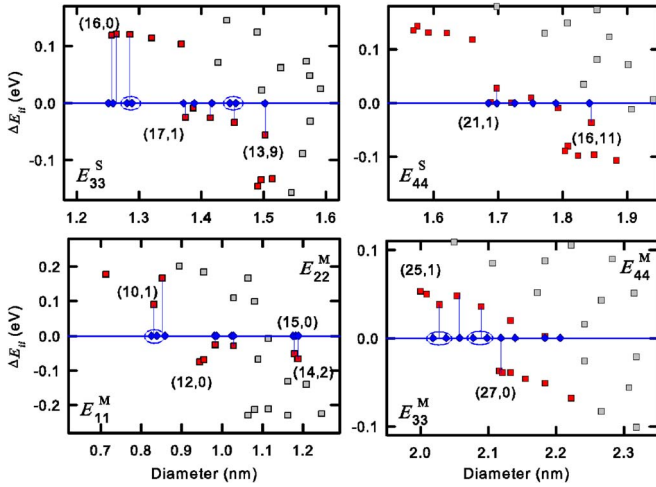 ΔE_ii (eV)
0.1
0.0
-0.1
(16,0)
(17,1)
(13,9)
E_33^S
1.2 1.3 1.4 1.5 1.6
0.1
0.0
-0.1
(21,1)
(16,11)
E_44^S
1.6 1.7 1.8 1.9
ΔE_ii (eV)
0.2
0.1
0.0
-0.1
-0.2
E_22^M
(10,1)
(15,0)
(12,0)
(14,2)
E_11^M
0.7 0.8 0.9 1.0 1.1 1.2
Diameter (nm)
0.1
0.0
-0.1
(25,1)
E_44^M
(27,0)
E_33^M
2.0 2.1 2.2 2.3
Diameter (nm)